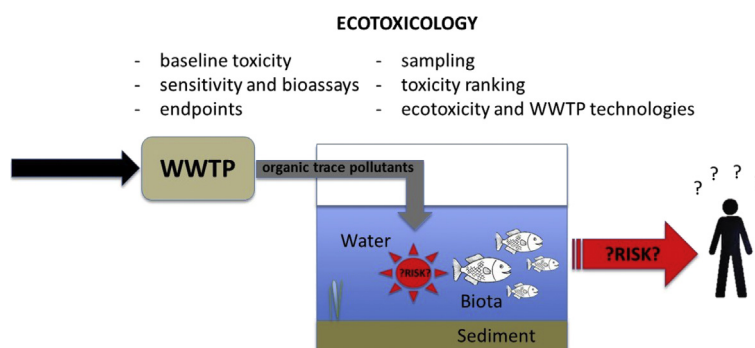 ECOTOXICOLOGY
- baseline toxicity
- sensitivity and bioassays
- endpoints
- sampling
- toxicity ranking
- ecotoxicity and WWTP technologies
WWTP
organic trace pollutants
Water
?RISK?
Biota
Sediment
?RISK?
? ? ?